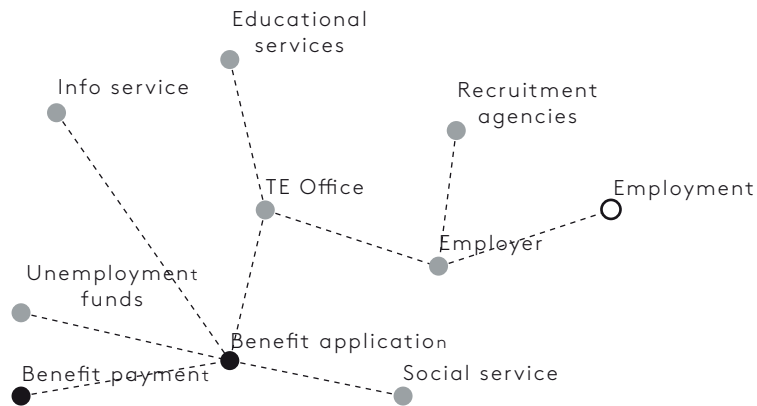 Educational
services
Info service
Recruitment
agencies
TE Office
Employment
Employer
Unemployment
funds
Benefit application
Benefit payment
Social service